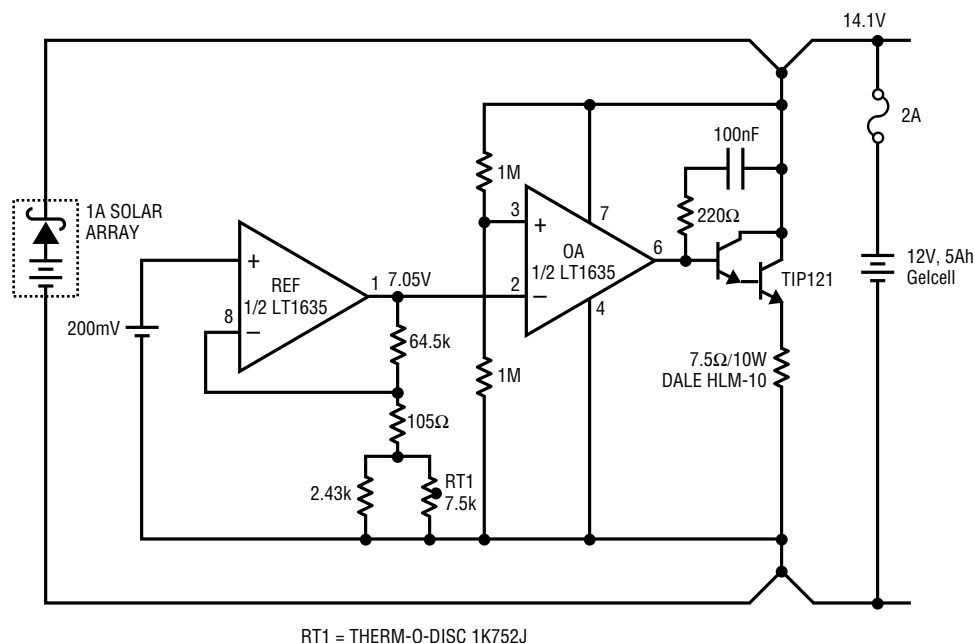 14.1V
2A
100nF
1M
220Ω
1A SOLAR
ARRAY
3
+
7
OA
1/2 LT1635
6
2
−
4
TIP121
12V, 5Ah
Gelcell
+
REF
1/2 LT1635
8
−
1
7.05V
200mV
64.5k
1M
7.5Ω/10W
DALE HLM-10
105Ω
2.43k
RT1
7.5k
RT1 = THERM-O-DISC 1K752J